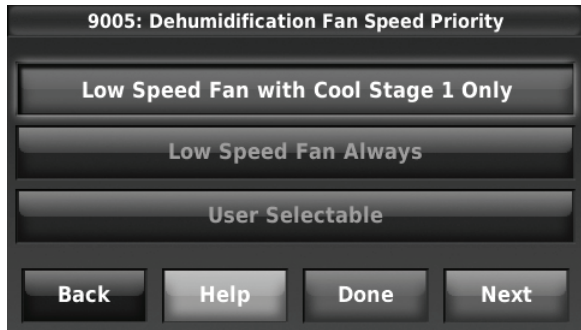 9005: Dehumidification Fan Speed Priority
Low Speed Fan with Cool Stage 1 Only
Low Speed Fan Always
User Selectable
Back Help Done Next